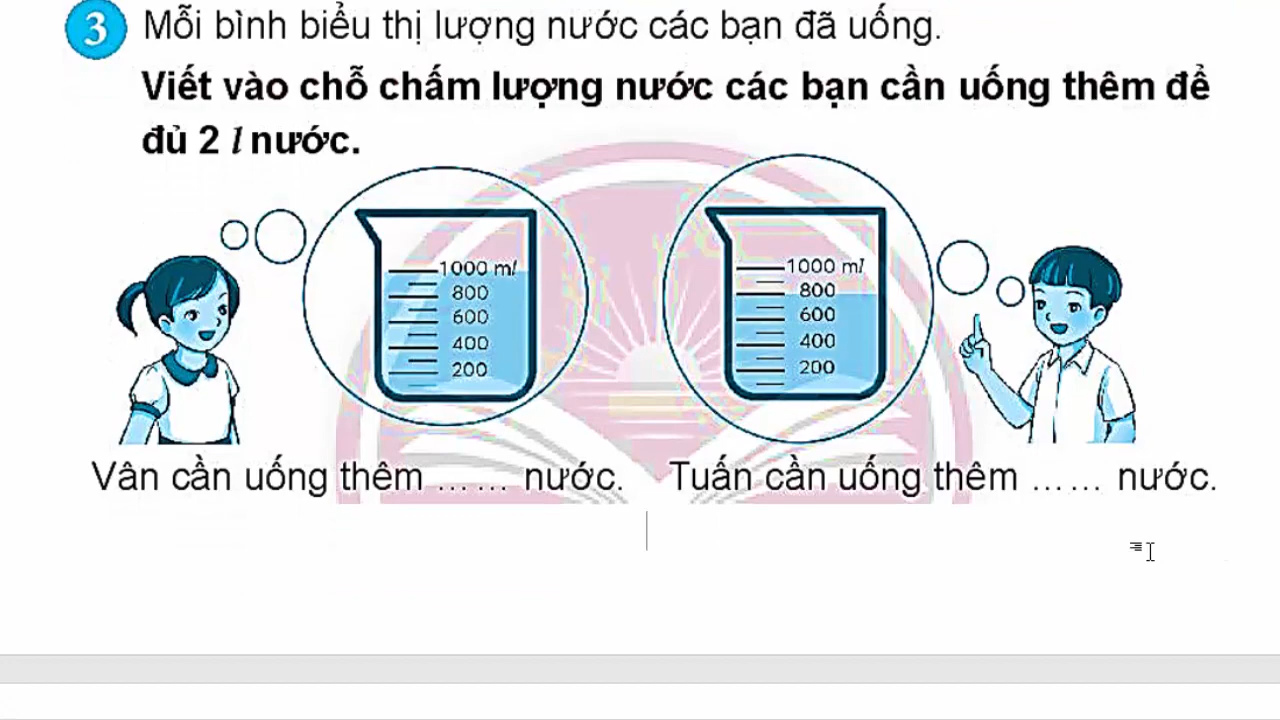 3 Mỗi bình biểu thị lượng nước các bạn đã uống.
Viết vào chỗ chấm lượng nước các bạn cần uống thêm để
đủ 2 l nước.
1000 ml
800
600
400
200
1000 ml
800
600
400
200
Vân cần uống thêm ...... nước.
Tuấn cần uống thêm ...... nước.